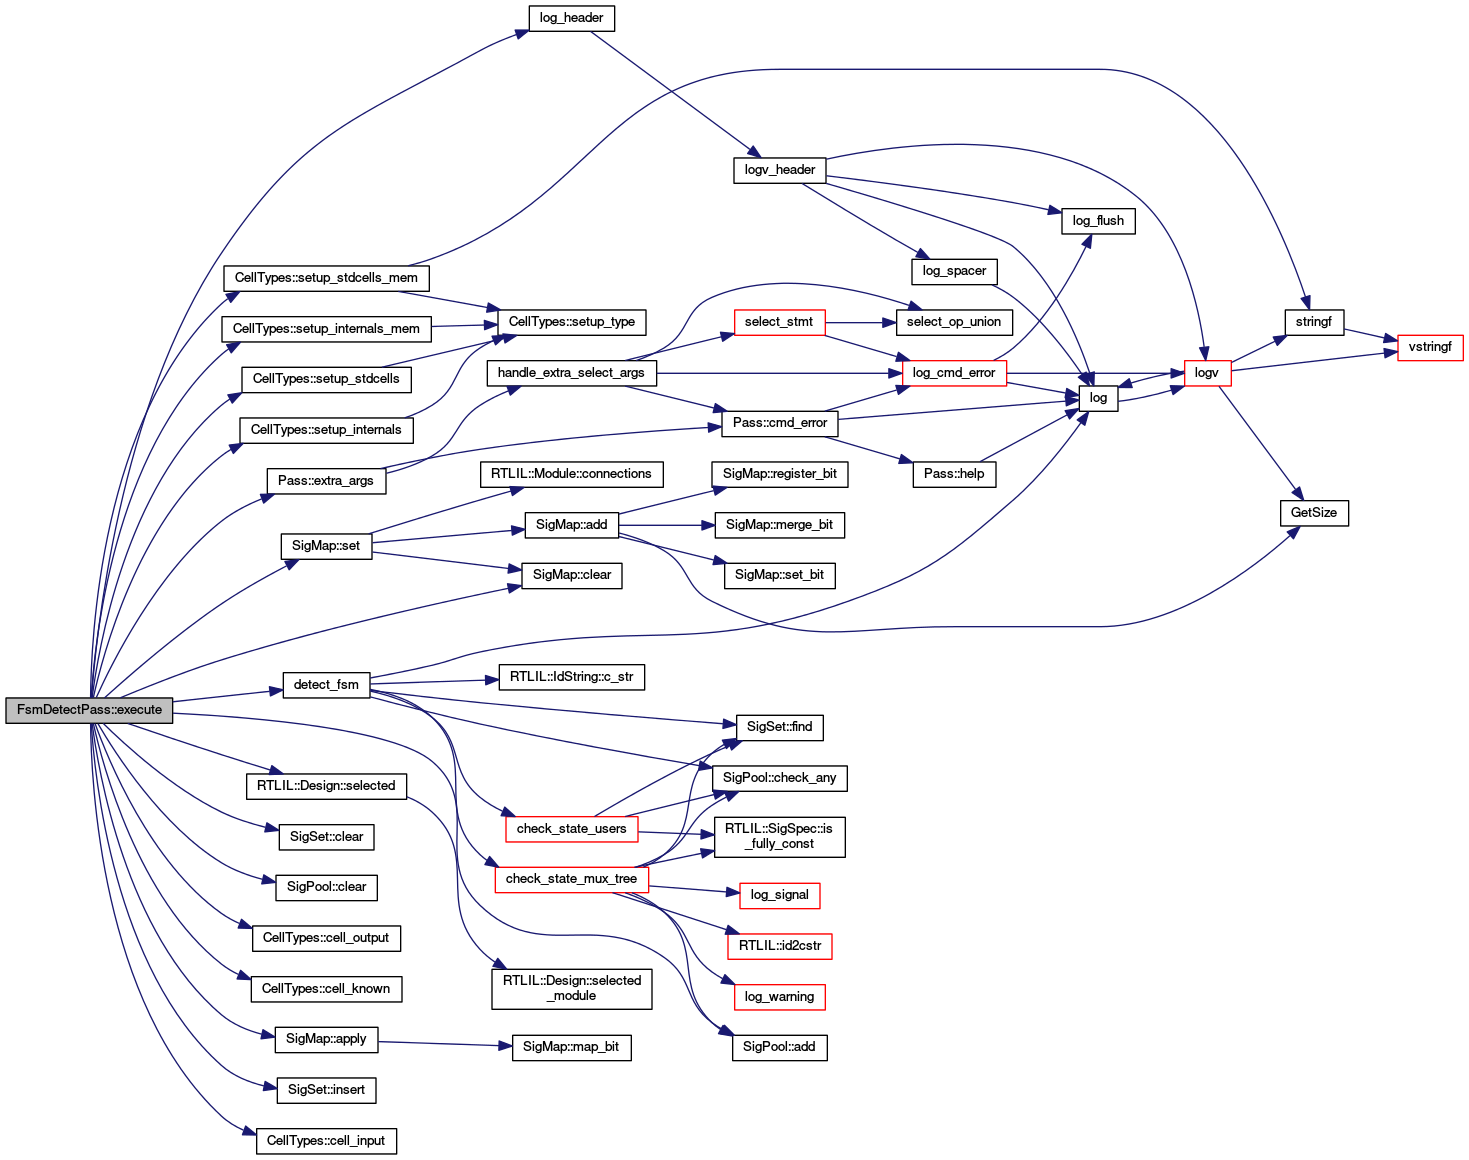 log_header
logv_header
log_flush
log_spacer
CellTypes::setup_stdcells_mem
CellTypes::setup_internals_mem
CellTypes::setup_type
select_stmt
select_op_union
stringf
vstringf
CellTypes::setup_stdcells
handle_extra_select_args
log_cmd_error
logv
log
CellTypes::setup_internals
Pass::cmd_error
Pass::extra_args
RTLIL::Module::connections
SigMap::register_bit
Pass::help
GetSize
SigMap::set
SigMap::add
SigMap::merge_bit
SigMap::clear
SigMap::set_bit
FsmDetectPass::execute
detect_fsm
RTLIL::IdString::c_str
SigSet::find
RTLIL::Design::selected
SigPool::check_any
SigSet::clear
check_state_users
RTLIL::SigSpec::is
_fully_const
SigPool::clear
check_state_mux_tree
log_signal
CellTypes::cell_output
RTLIL::id2cstr
CellTypes::cell_known
RTLIL::Design::selected
_module
log_warning
SigMap::apply
SigMap::map_bit
SigPool::add
SigSet::insert
CellTypes::cell_input